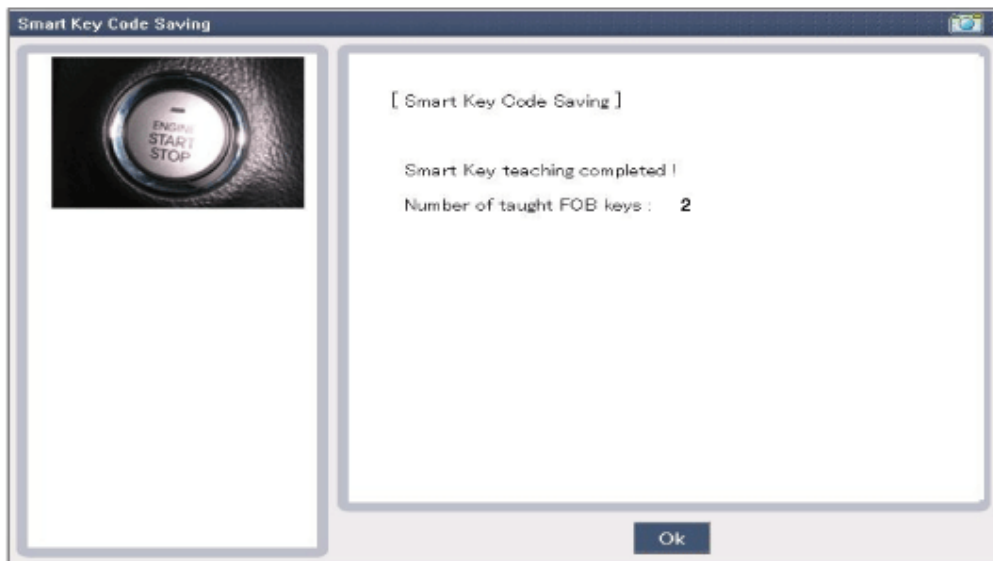 Smart Key Code Saving
ENGINE
START
STOP
[ Smart Key Code Saving ]
Smart Key teaching completed !
Number of taught FOB keys : 2
Ok